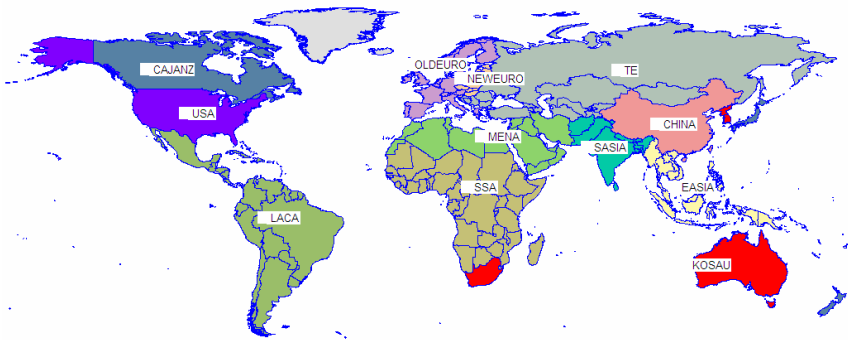 OLDEURO
CAJANZ
TE
NEWEURO
USA
CHINA
MENA
SASIA
SSA
EASIA
LACA
KOSAU